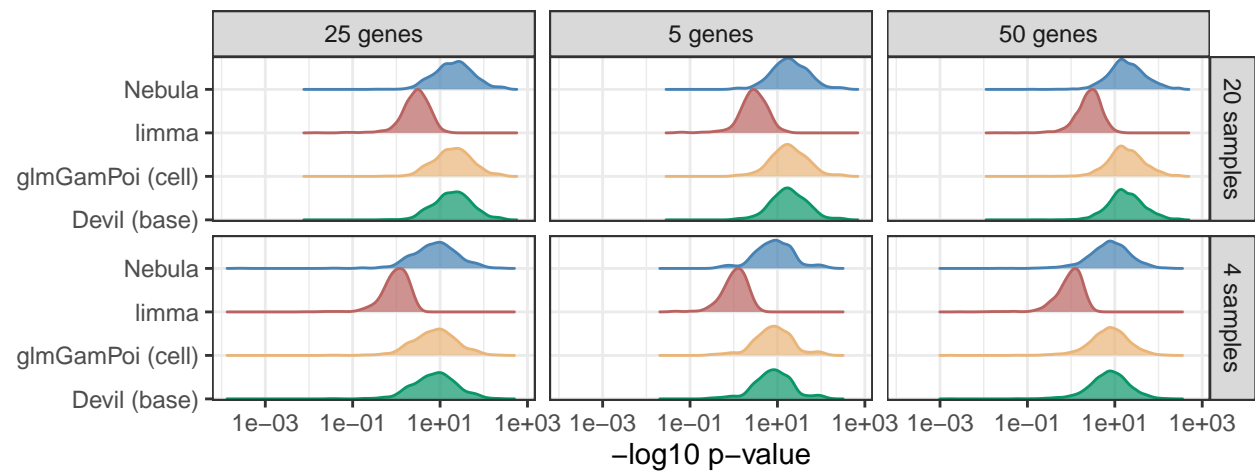 25 genes 5 genes 50 genes
Nebula
limma
glmGamPoi (cell)
Devil (base)
20 samples
Nebula
limma
glmGamPoi (cell)
Devil (base)
4 samples
1e−03 1e−01 1e+01 1e+03 1e−03 1e−01 1e+01 1e+03 1e−03 1e−01 1e+01 1e+03
−log10 p−value